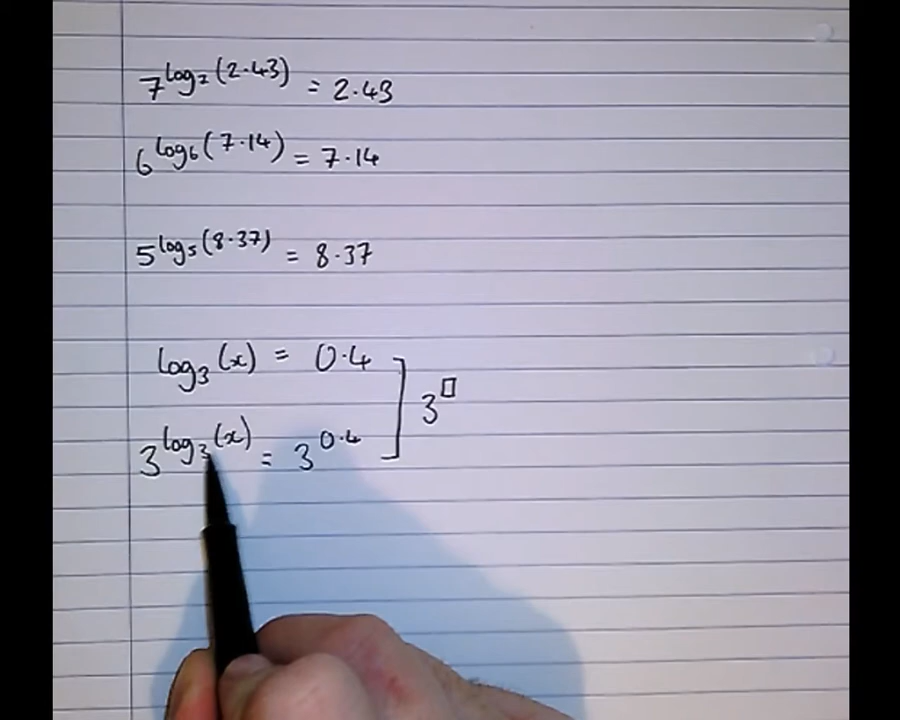 7^log₇(2·43) = 2·43
6^log₆(7·14) = 7·14
5^log₅(8·37) = 8·37
log₃(x) = 0·4
3^□
3^log₃(x) = 3^0·4